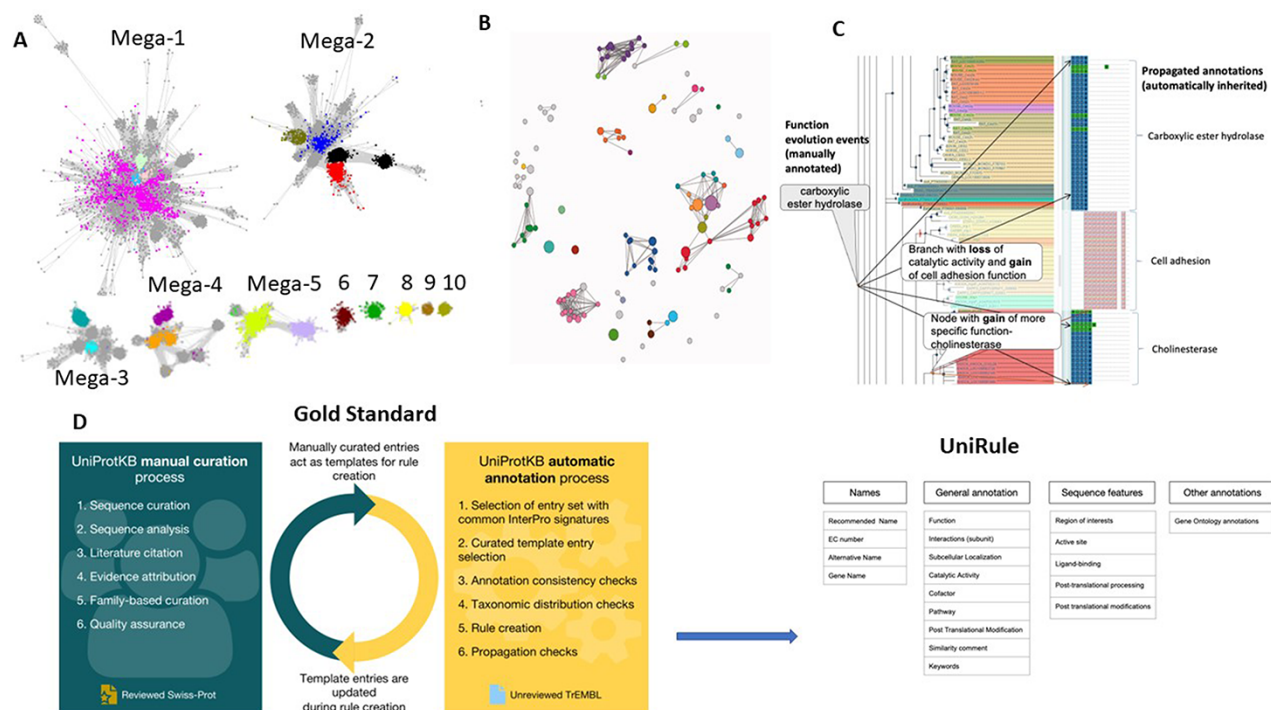 A
Mega-1
Mega-2
Mega-4
Mega-5
6
7
8
9
10
Mega-3
B
C
Function
evolution events
(manually
annotated)
carboxylic
ester hydrolase
Branch with loss of
catalytic activity and gain
of cell adhesion function
Node with gain of more
specific function-
cholinesterase
Propagated annotations
(automatically inherited)
Carboxylic ester hydrolase
Cell adhesion
Cholinesterase
D
Gold Standard
UniProtKB manual curation
process
1. Sequence curation
2. Sequence analysis
3. Literature citation
4. Evidence attribution
5. Family-based curation
6. Quality assurance
Reviewed Swiss-Prot
Manually curated entries
act as templates for rule
creation
Template entries are
updated
during rule creation
UniProtKB automatic
annotation process
1. Selection of entry set with
common InterPro signatures
2. Curated template entry
selection
3. Annotation consistency checks
4. Taxonomic distribution checks
5. Rule creation
6. Propagation checks
Unreviewed TrEMBL
UniRule
Names
Recommended Name
EC number
Alternative Name
Gene Name
General annotation
Function
Interactions (subunit)
Subcellular Localization
Catalytic Activity
Cofactor
Pathway
Post Translational Modification
Similarity comment
Keywords
Sequence features
Region of interests
Active site
Ligand-binding
Post-translational processing
Post translational modifications
Other annotations
Gene Ontology annotations